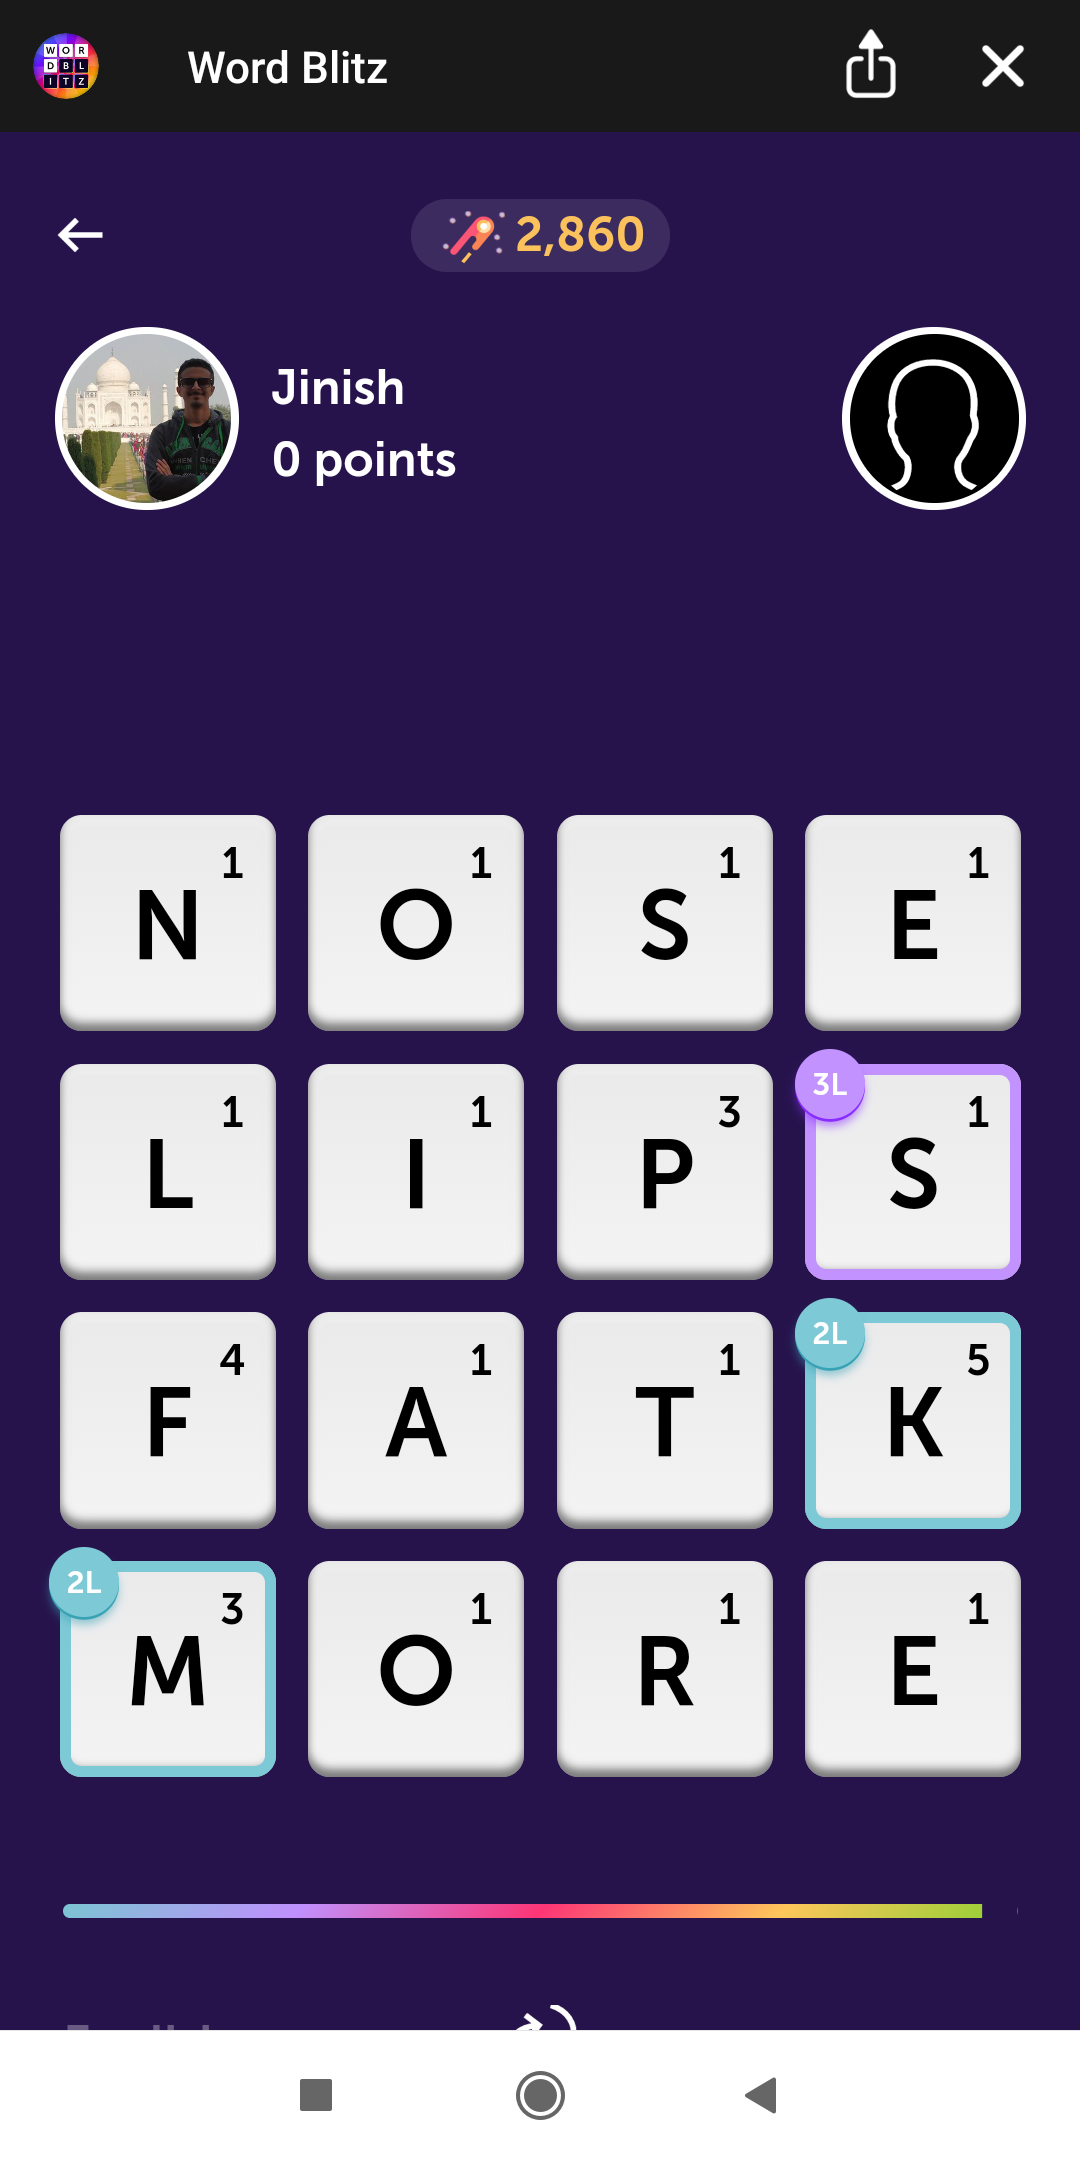 WOR
DBL
ITZ
Word Blitz
2,860
Jinish
0 points
1 1 1 1
N O S E
3L
1 1 3 1
L I P S
2L
4 1 1 5
F A T K
2L
3 1 1 1
M O R E